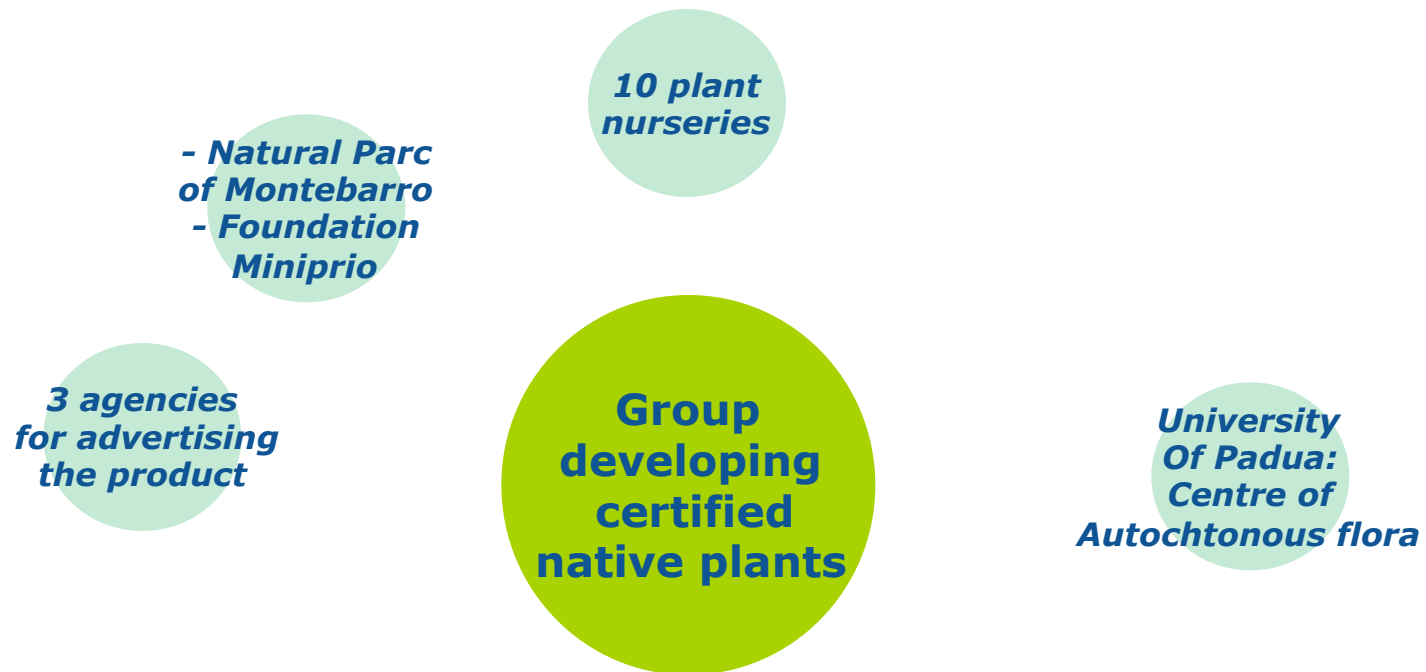 10 plant
nurseries
- Natural Parc
of Montebarro
- Foundation
Miniprio
3 agencies
for advertising
the product
Group
developing
certified
native plants
University
Of Padua:
Centre of
Autochtonous flora